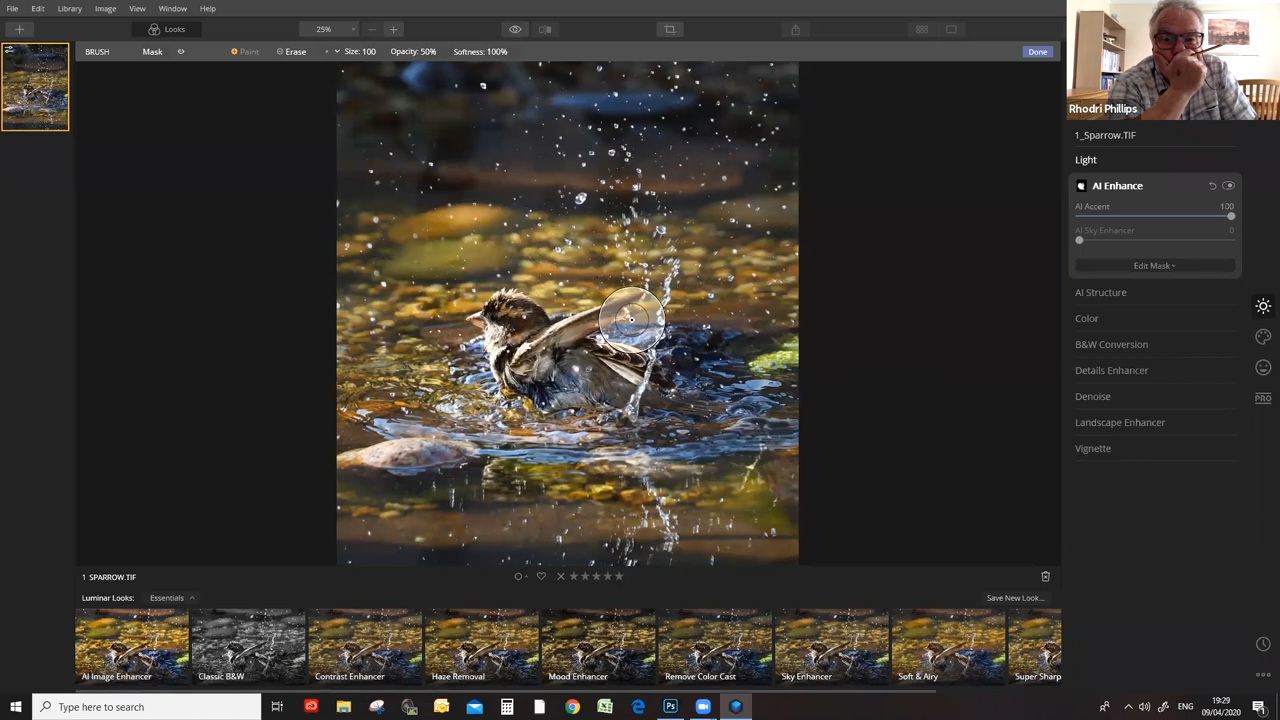 File Edit Library Image View Window Help
Looks 25%
BRUSH Mask Paint Erase Size: 100 Opacity: 50% Softness: 100% Done
Rhodri Phillips
1_Sparrow.TIF
Light
AI Enhance
AI Accent 100
AI Sky Enhancer 0
Edit Mask
AI Structure
Color
B&W Conversion
Details Enhancer
Denoise
Landscape Enhancer
Vignette
PRO
1_SPARROW.TIF
Luminar Looks: Essentials Save New Look...
AI Image Enhancer Classic B&W Contrast Enhancer Haze Removal Mood Enhancer Remove Color Cast Sky Enhancer Soft & Airy Super Sharp
Type here to search
Ps
ENG
19:29
09/04/2020